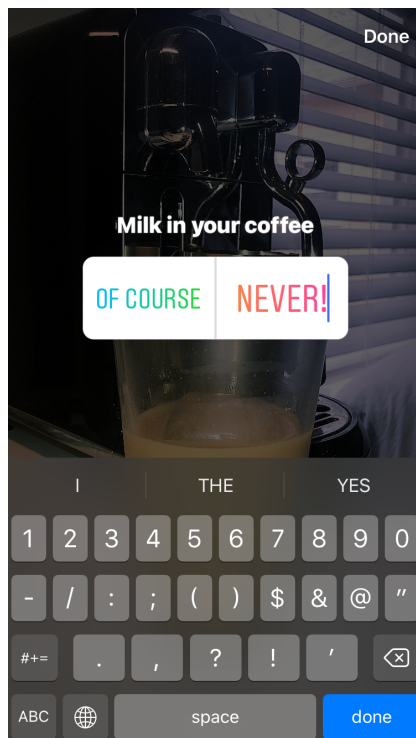 Done
Milk in your coffee
OF COURSE NEVER!
I THE YES
1 2 3 4 5 6 7 8 9 0
- / : ; ( ) $ & @ "
#+= . , ? ! '
ABC space done